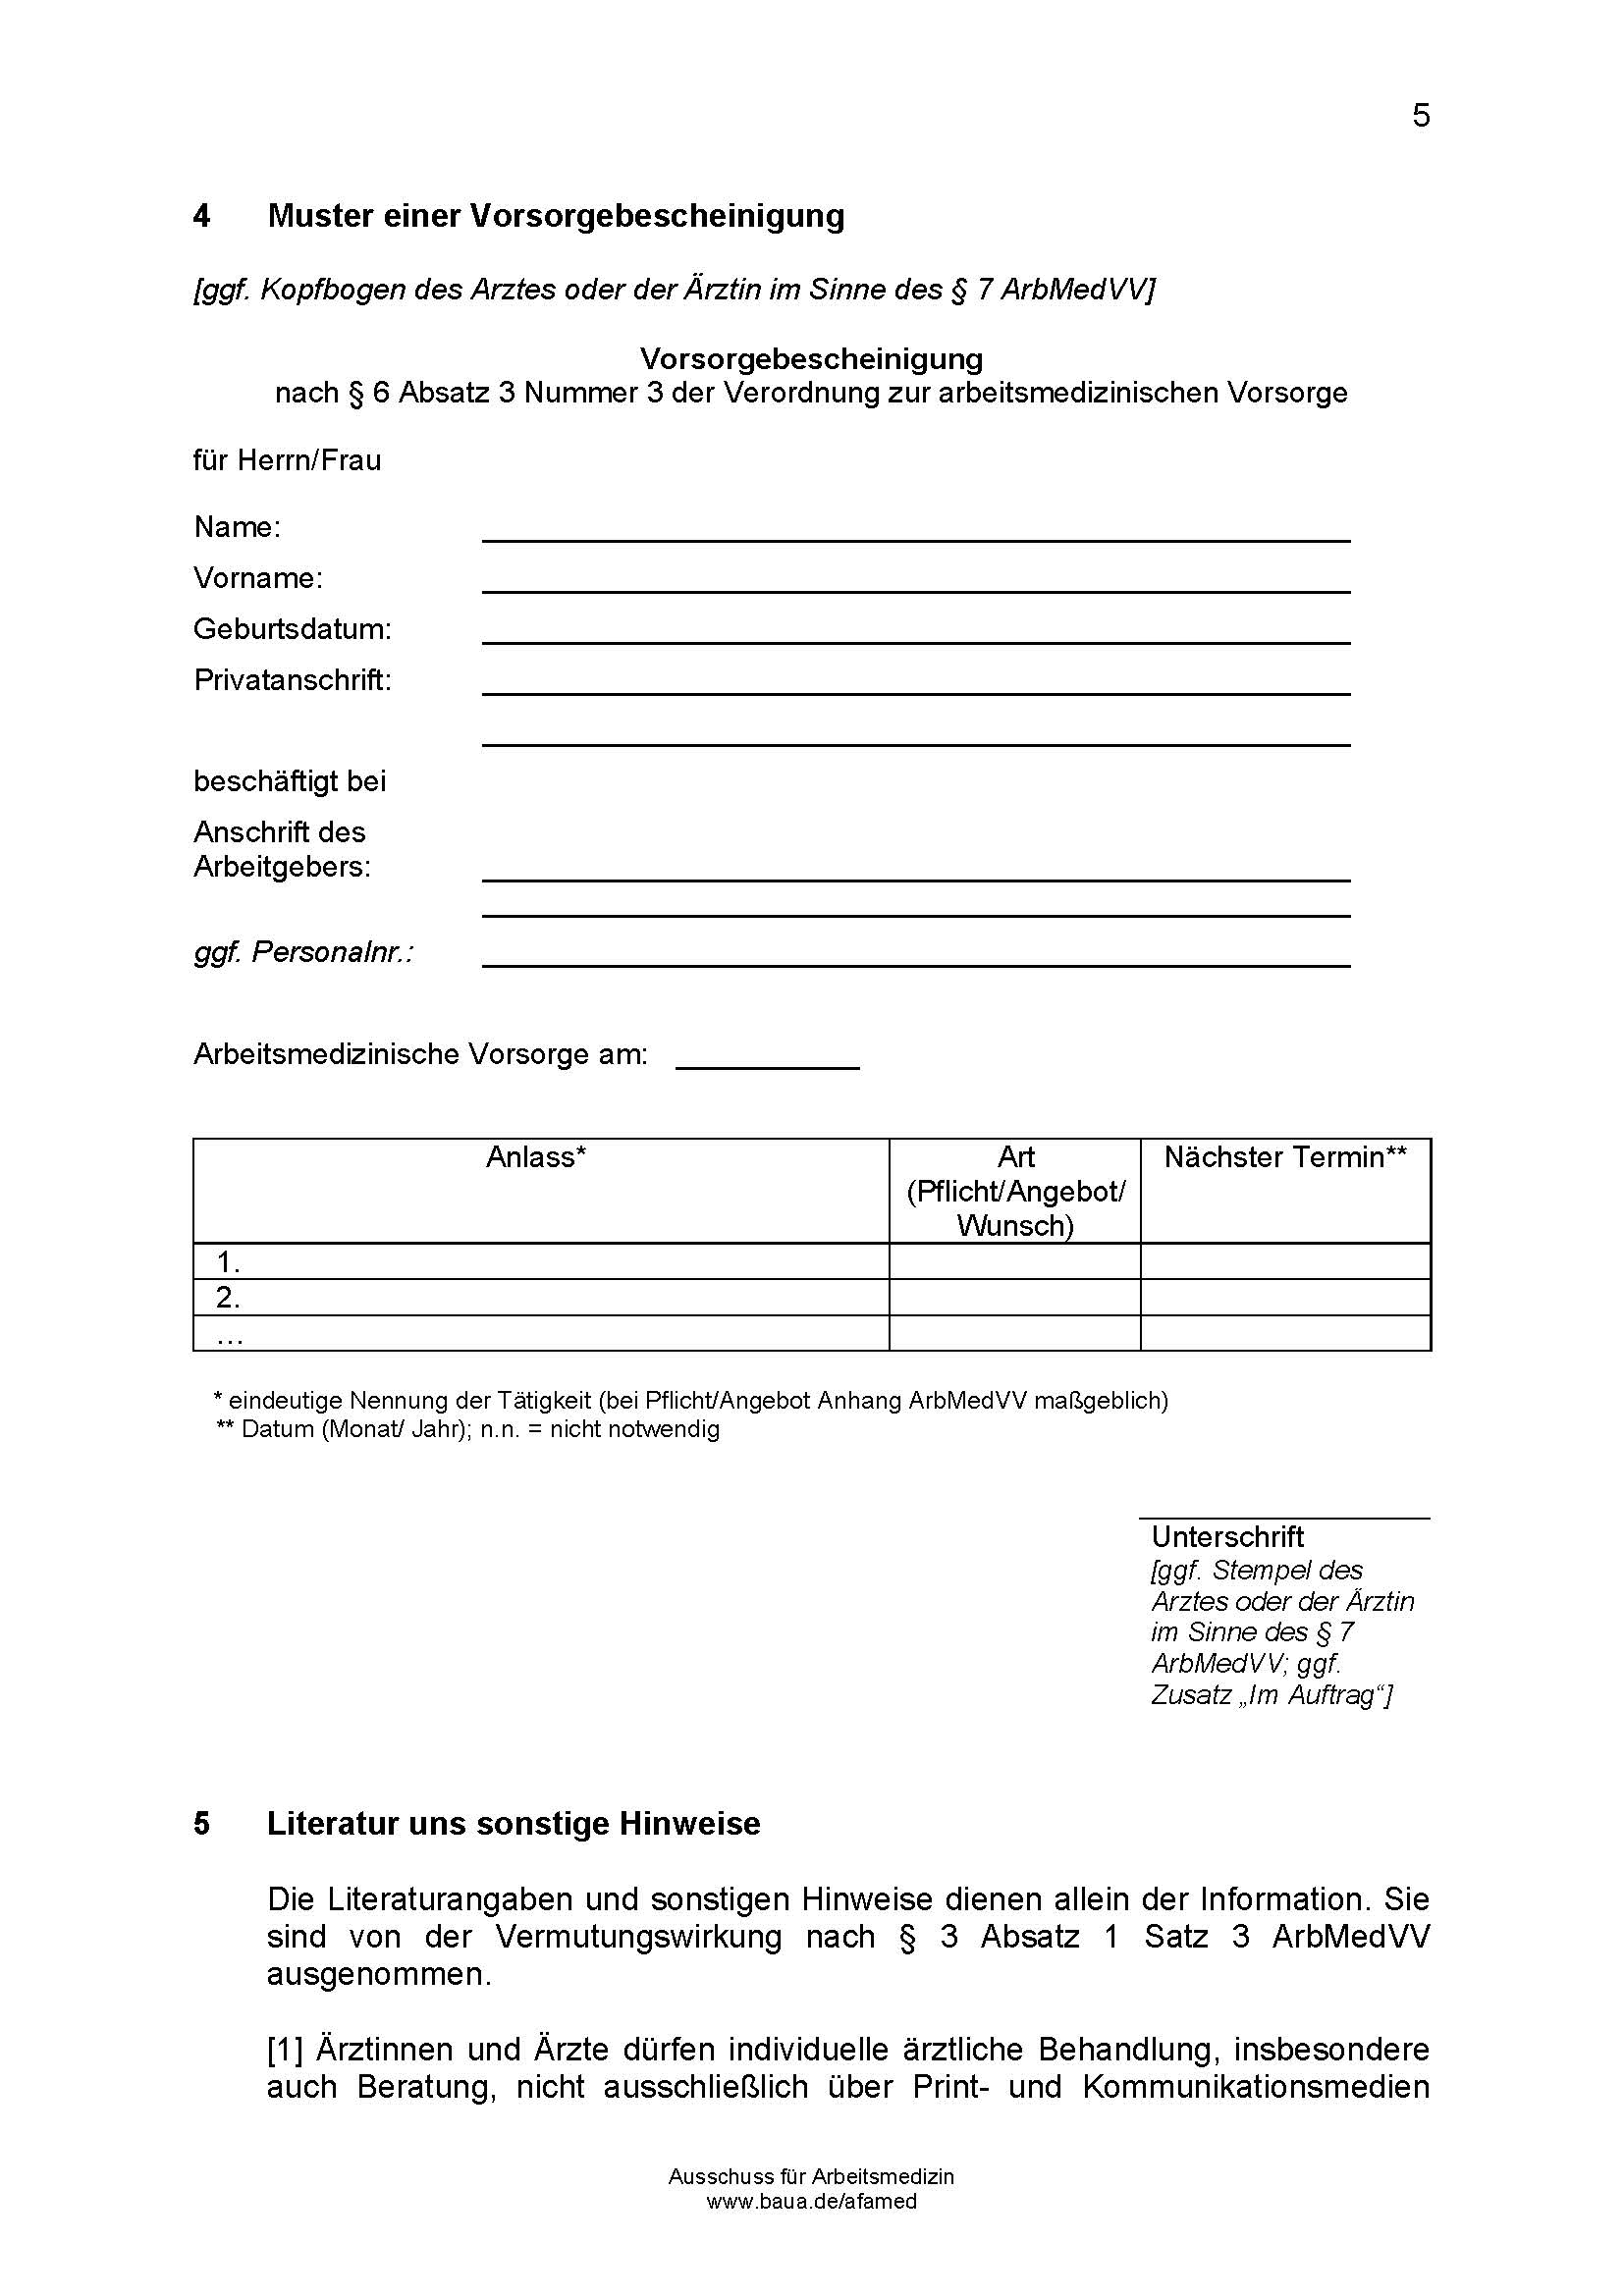 5
4 Muster einer Vorsorgebescheinigung
[ggf. Kopfbogen des Arztes oder der Ärztin im Sinne des § 7 ArbMedVV]
Vorsorgebescheinigung
nach § 6 Absatz 3 Nummer 3 der Verordnung zur arbeitsmedizinischen Vorsorge
für Herrn/Frau
Name:
Vorname:
Geburtsdatum:
Privatanschrift:
beschäftigt bei
Anschrift des
Arbeitgebers:
ggf. Personalnr.:
Arbeitsmedizinische Vorsorge am:
Anlass* Art Nächster Termin**
(Pflicht/Angebot/
Wunsch)
1.
2.
...
* eindeutige Nennung der Tätigkeit (bei Pflicht/Angebot Anhang ArbMedVV maßgeblich)
** Datum (Monat/ Jahr); n.n. = nicht notwendig
Unterschrift
[ggf. Stempel des
Arztes oder der Ärztin
im Sinne des § 7
ArbMedVV; ggf.
Zusatz „Im Auftrag“]
5 Literatur uns sonstige Hinweise
Die Literaturangaben und sonstigen Hinweise dienen allein der Information. Sie
sind von der Vermutungswirkung nach § 3 Absatz 1 Satz 3 ArbMedVV
ausgenommen.
[1] Ärztinnen und Ärzte dürfen individuelle ärztliche Behandlung, insbesondere
auch Beratung, nicht ausschließlich über Print- und Kommunikationsmedien
Ausschuss für Arbeitsmedizin
www.baua.de/afamed